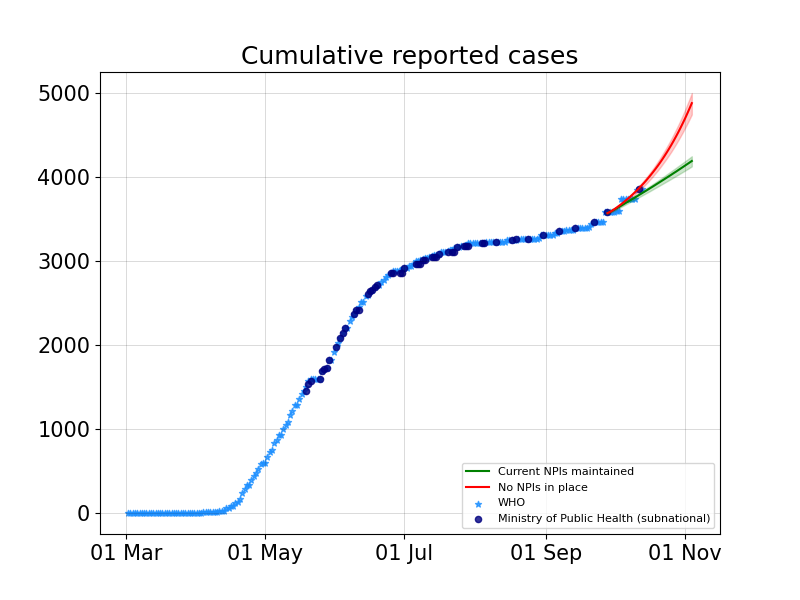 Cumulative reported cases
5000
4000
3000
2000
1000
0
01 Mar
01 May
01 Jul
01 Sep
01 Nov
Current NPIs maintained
No NPIs in place
WHO
Ministry of Public Health (subnational)